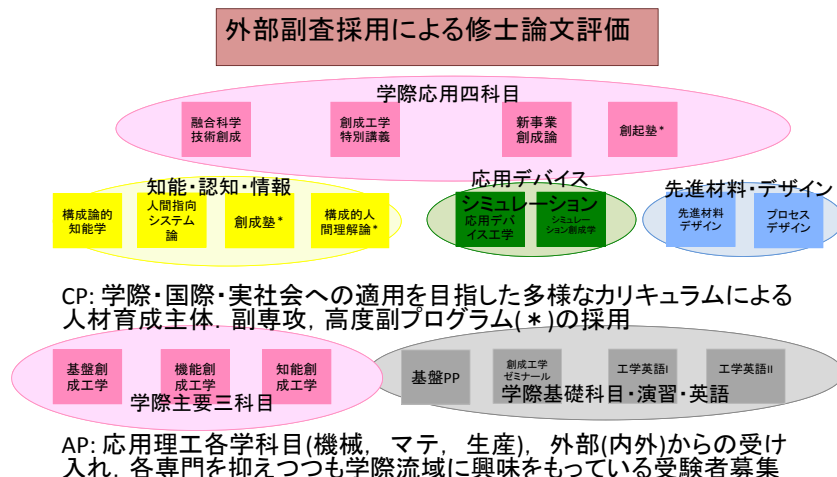 外部副査採用による修士論文評価
学際応用四科目
融合科学
技術創成
創成工学
特別講義
新事業
創成論
創起塾*
知能・認知・情報
構成論的
知能学
人間指向
システム
論
創成塾*
構成的人
間理解論*
応用デバイス
シミュレーション
応用デバ
イス工学
シミュレー
ション創成学
先進材料・デザイン
先進材料
デザイン
プロセス
デザイン
CP: 学際・国際・実社会への適用を目指した多様なカリキュラムによる
人材育成主体. 副専攻, 高度副プログラム(*)の採用
基盤創
成工学
機能創
成工学
知能創
成工学
学際主要三科目
基盤PP
創成工学
ゼミナール
工学英語I
工学英語II
学際基礎科目・演習・英語
AP: 応用理工各学科目(機械, マテ, 生産), 外部(内外)からの受け
入れ. 各専門を抑えつつも学際流域に興味をもっている受験者募集